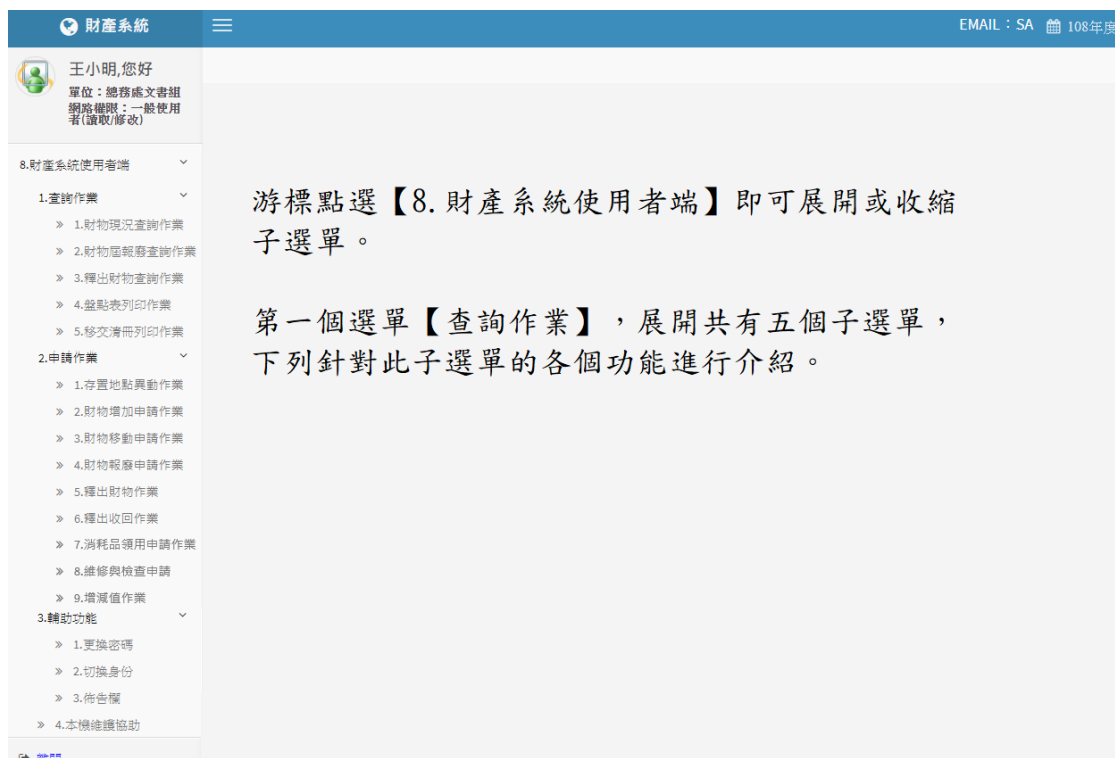 財產系統
EMAIL：SA 108年度
王小明,您好
單位：總務處文書組
網路權限：一般使用
者(讀取/修改)
8.財產系統使用者端
1.查詢作業
» 1.財物現況查詢作業
» 2.財物屆報廢查詢作業
» 3.釋出財物查詢作業
» 4.盤點表列印作業
» 5.移交清冊列印作業
2.申請作業
» 1.存置地點異動作業
» 2.財物增加申請作業
» 3.財物移動申請作業
» 4.財物報廢申請作業
» 5.釋出財物作業
» 6.釋出收回作業
» 7.消耗品領用申請作業
» 8.維修與檢查申請
» 9.增減值作業
3.輔助功能
» 1.更換密碼
» 2.切換身份
» 3.佈告欄
» 4.本機維護協助
游標點選【8.財產系統使用者端】即可展開或收縮
子選單。
第一個選單【查詢作業】，展開共有五個子選單，
下列針對此子選單的各個功能進行介紹。